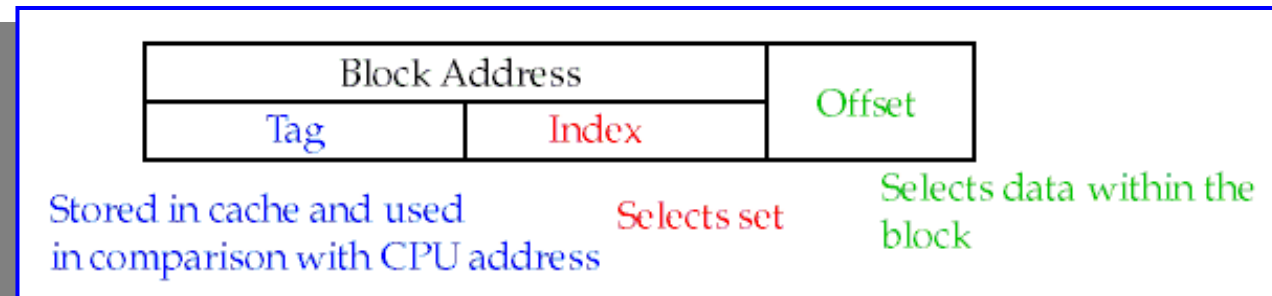 Block Address
Offset
Tag
Index
Stored in cache and used
in comparison with CPU address
Selects set
Selects data within the
block